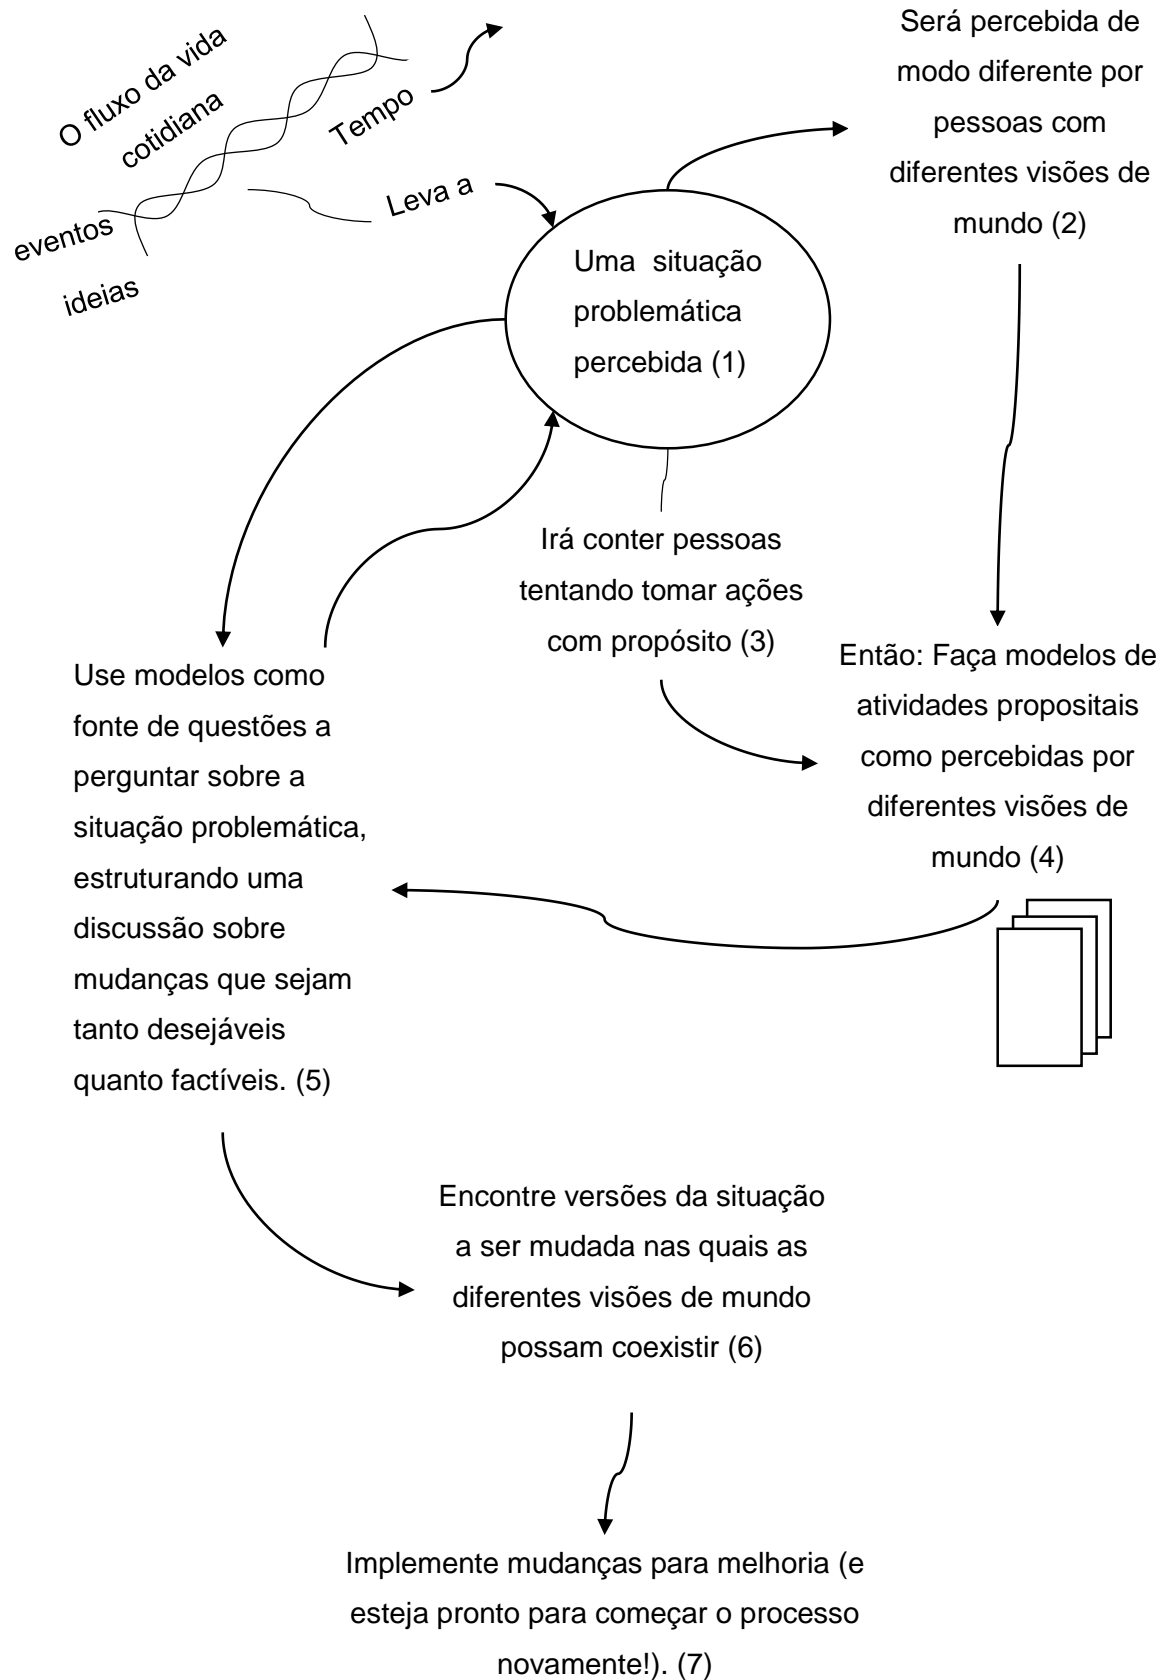 O fluxo da vida
cotidiana
Tempo
eventos
ideias
Leva a
Uma situação
problemática
percebida (1)
Será percebida de
modo diferente por
pessoas com
diferentes visões de
mundo (2)
Irá conter pessoas
tentando tomar ações
com propósito (3)
Então: Faça modelos de
atividades propositais
como percebidas por
diferentes visões de
mundo (4)
Use modelos como
fonte de questões a
perguntar sobre a
situação problemática,
estruturando uma
discussão sobre
mudanças que sejam
tanto desejáveis
quanto factíveis. (5)
Encontre versões da situação
a ser mudada nas quais as
diferentes visões de mundo
possam coexistir (6)
Implemente mudanças para melhoria (e
esteja pronto para começar o processo
novamente!). (7)